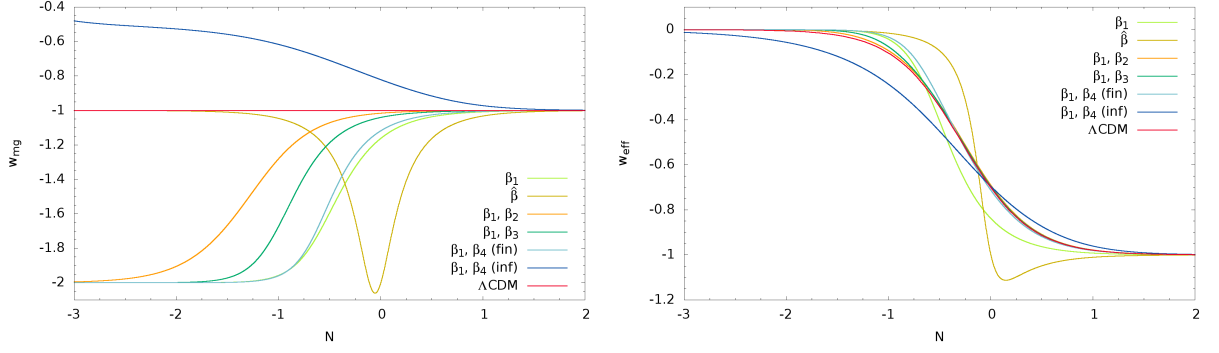 -0.4
-0.6
-0.8
-1
-1.2
-1.4
-1.6
-1.8
-2
w_mg
-3
-2
-1
0
1
2
N
β₁
β̂
β₁, β₂
β₁, β₃
β₁, β₄ (fin)
β₁, β₄ (inf)
ΛCDM
0
-0.2
-0.4
-0.6
-0.8
-1
-1.2
w_eff
-3
-2
-1
0
1
2
N
β₁
β̂
β₁, β₂
β₁, β₃
β₁, β₄ (fin)
β₁, β₄ (inf)
ΛCDM